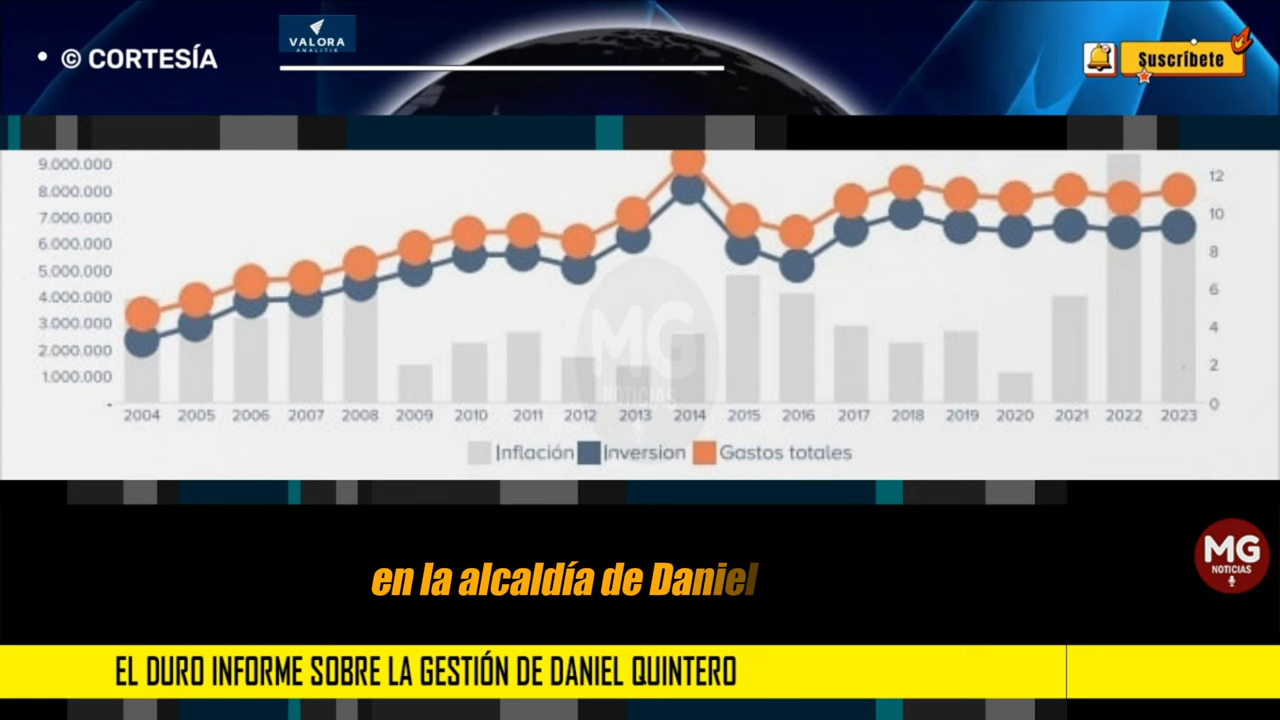 • © CORTESÍA
VALORA
ANALITIK
Suscríbete
9.000.000
8.000.000
7.000.000
6.000.000
5.000.000
4.000.000
3.000.000
2.000.000
1.000.000
-
12
10
8
6
4
2
0
2004 2005 2006 2007 2008 2009 2010 2011 2012 2013 2014 2015 2016 2017 2018 2019 2020 2021 2022 2023
MG
NOTICIAS
Inflación Inversion Gastos totales
en la alcaldía de Daniel
MG
NOTICIAS
EL DURO INFORME SOBRE LA GESTIÓN DE DANIEL QUINTERO